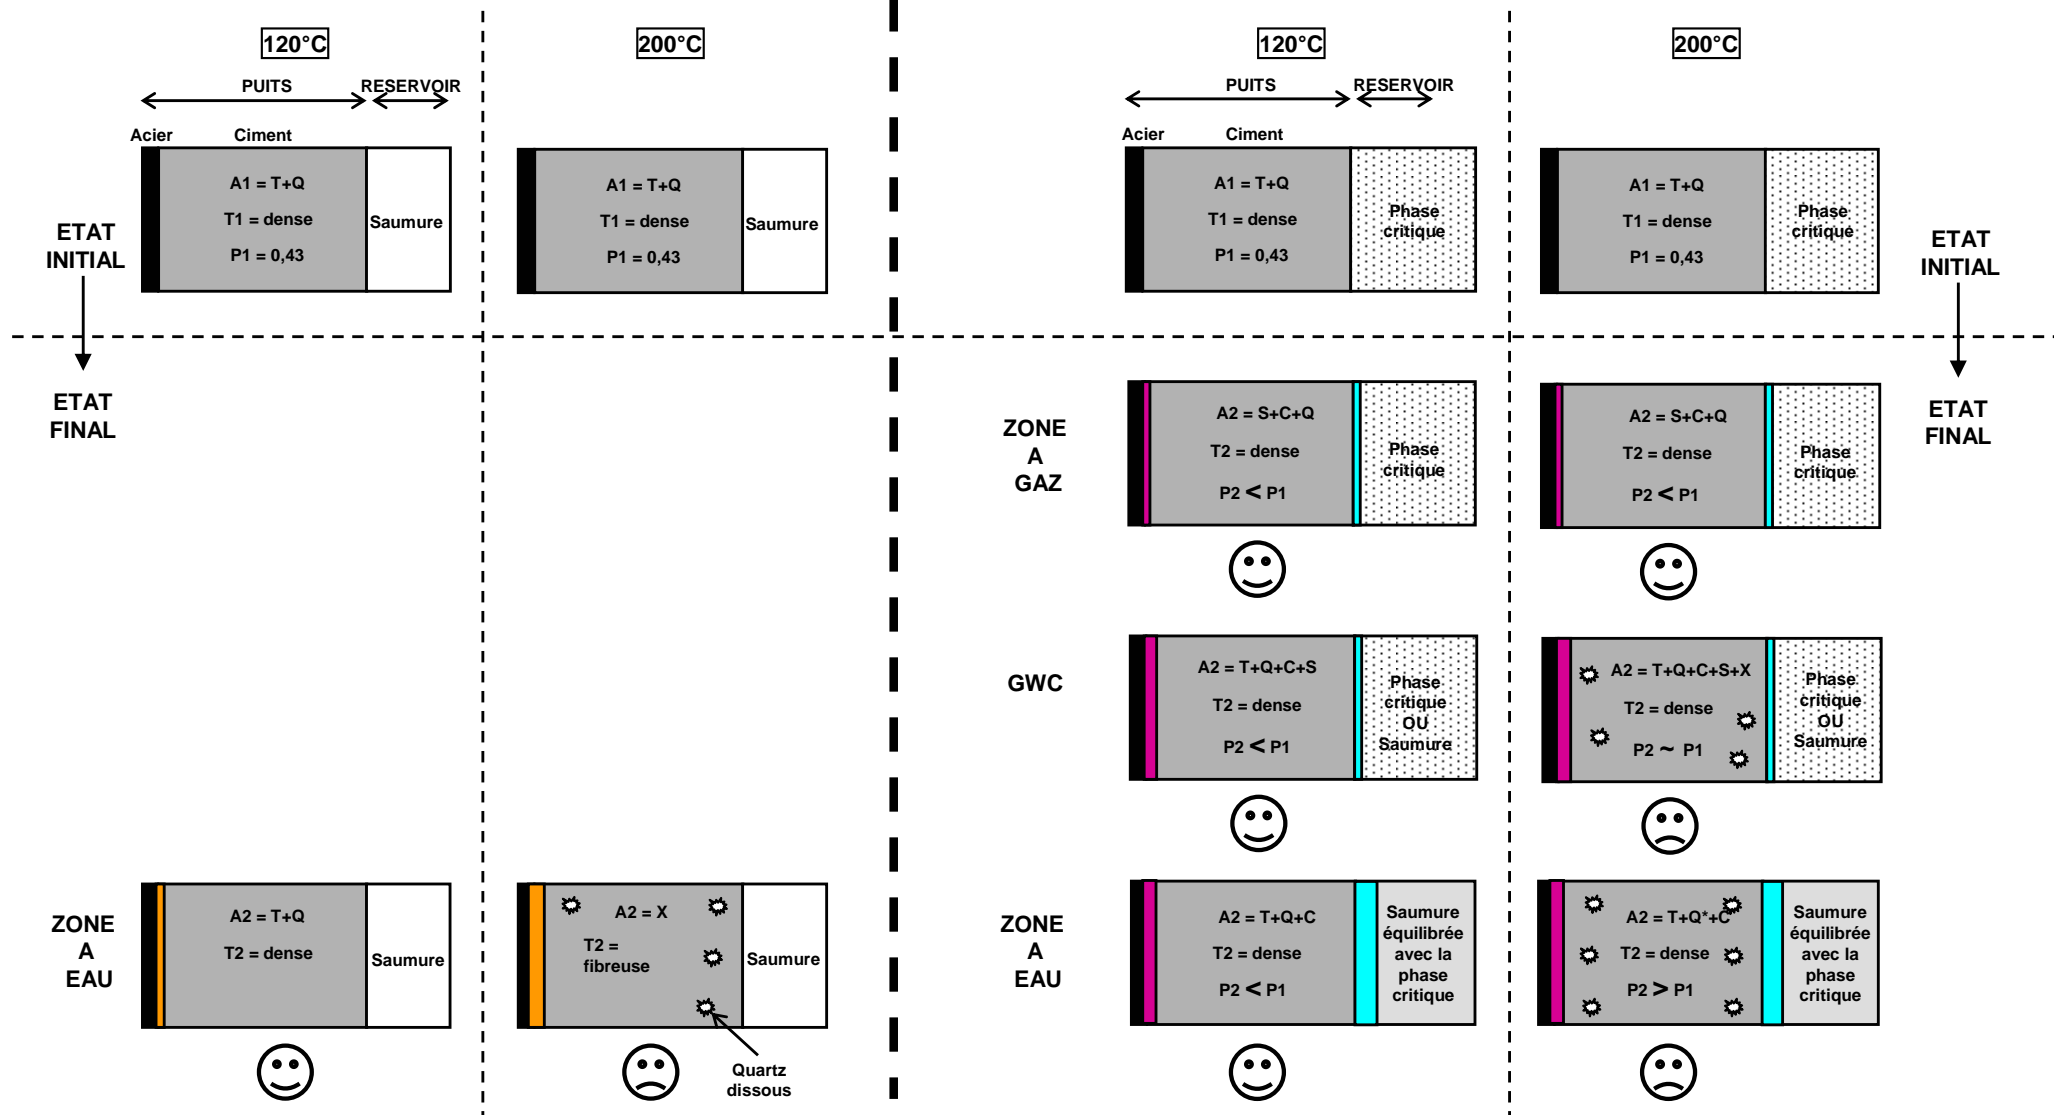 120°C
200°C
120°C
200°C
PUITS
RESERVOIR
PUITS
RESERVOIR
Acier
Ciment
Acier
Ciment
A1 = T+Q
T1 = dense
P1 = 0,43
Saumure
A1 = T+Q
T1 = dense
P1 = 0,43
Saumure
A1 = T+Q
T1 = dense
P1 = 0,43
Phase
critique
A1 = T+Q
T1 = dense
P1 = 0,43
Phase
critique
ETAT
INITIAL
ETAT
INITIAL
ETAT
FINAL
ETAT
FINAL
ZONE
A
GAZ
A2 = S+C+Q
T2 = dense
P2 < P1
Phase
critique
A2 = S+C+Q
T2 = dense
P2 < P1
Phase
critique
GWC
A2 = T+Q+C+S
T2 = dense
P2 < P1
Phase
critique
OU
Saumure
A2 = T+Q+C+S+X
T2 = dense
P2 ~ P1
Phase
critique
OU
Saumure
ZONE
A
EAU
A2 = T+Q
T2 = dense
Saumure
A2 = X
T2 =
fibreuse
Saumure
Quartz
dissous
ZONE
A
EAU
A2 = T+Q+C
T2 = dense
P2 < P1
Saumure
équilibrée
avec la
phase
critique
A2 = T+Q*+C
T2 = dense
P2 > P1
Saumure
équilibrée
avec la
phase
critique